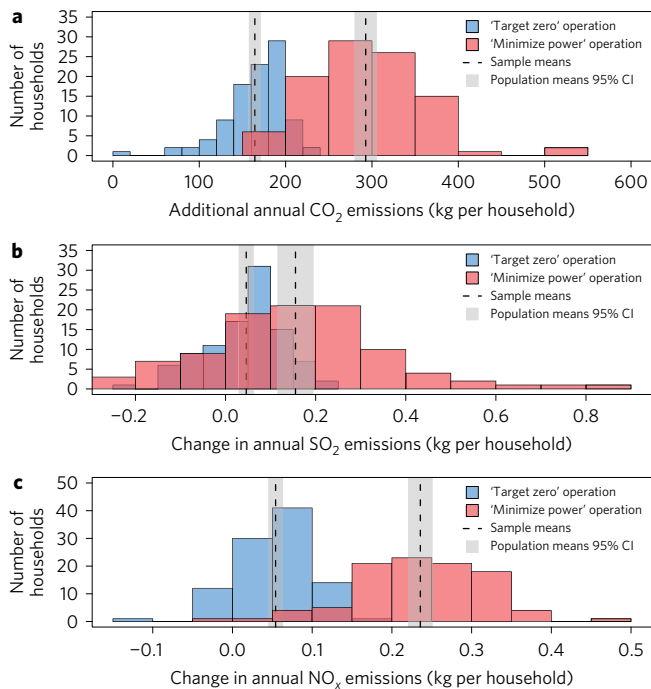 a
35
30
25
20
15
10
5
0
Number of
households
'Target zero' operation
'Minimize power' operation
Sample means
Population means 95% CI
0 100 200 300 400 500 600
Additional annual CO₂ emissions (kg per household)
b
35
30
25
20
15
10
5
0
Number of
households
'Target zero' operation
'Minimize power' operation
Sample means
Population means 95% CI
−0.2 0.0 0.2 0.4 0.6 0.8
Change in annual SO₂ emissions (kg per household)
c
50
40
30
20
10
0
Number of
households
'Target zero' operation
'Minimize power' operation
Sample means
Population means 95% CI
−0.1 0.0 0.1 0.2 0.3 0.4 0.5
Change in annual NOₓ emissions (kg per household)